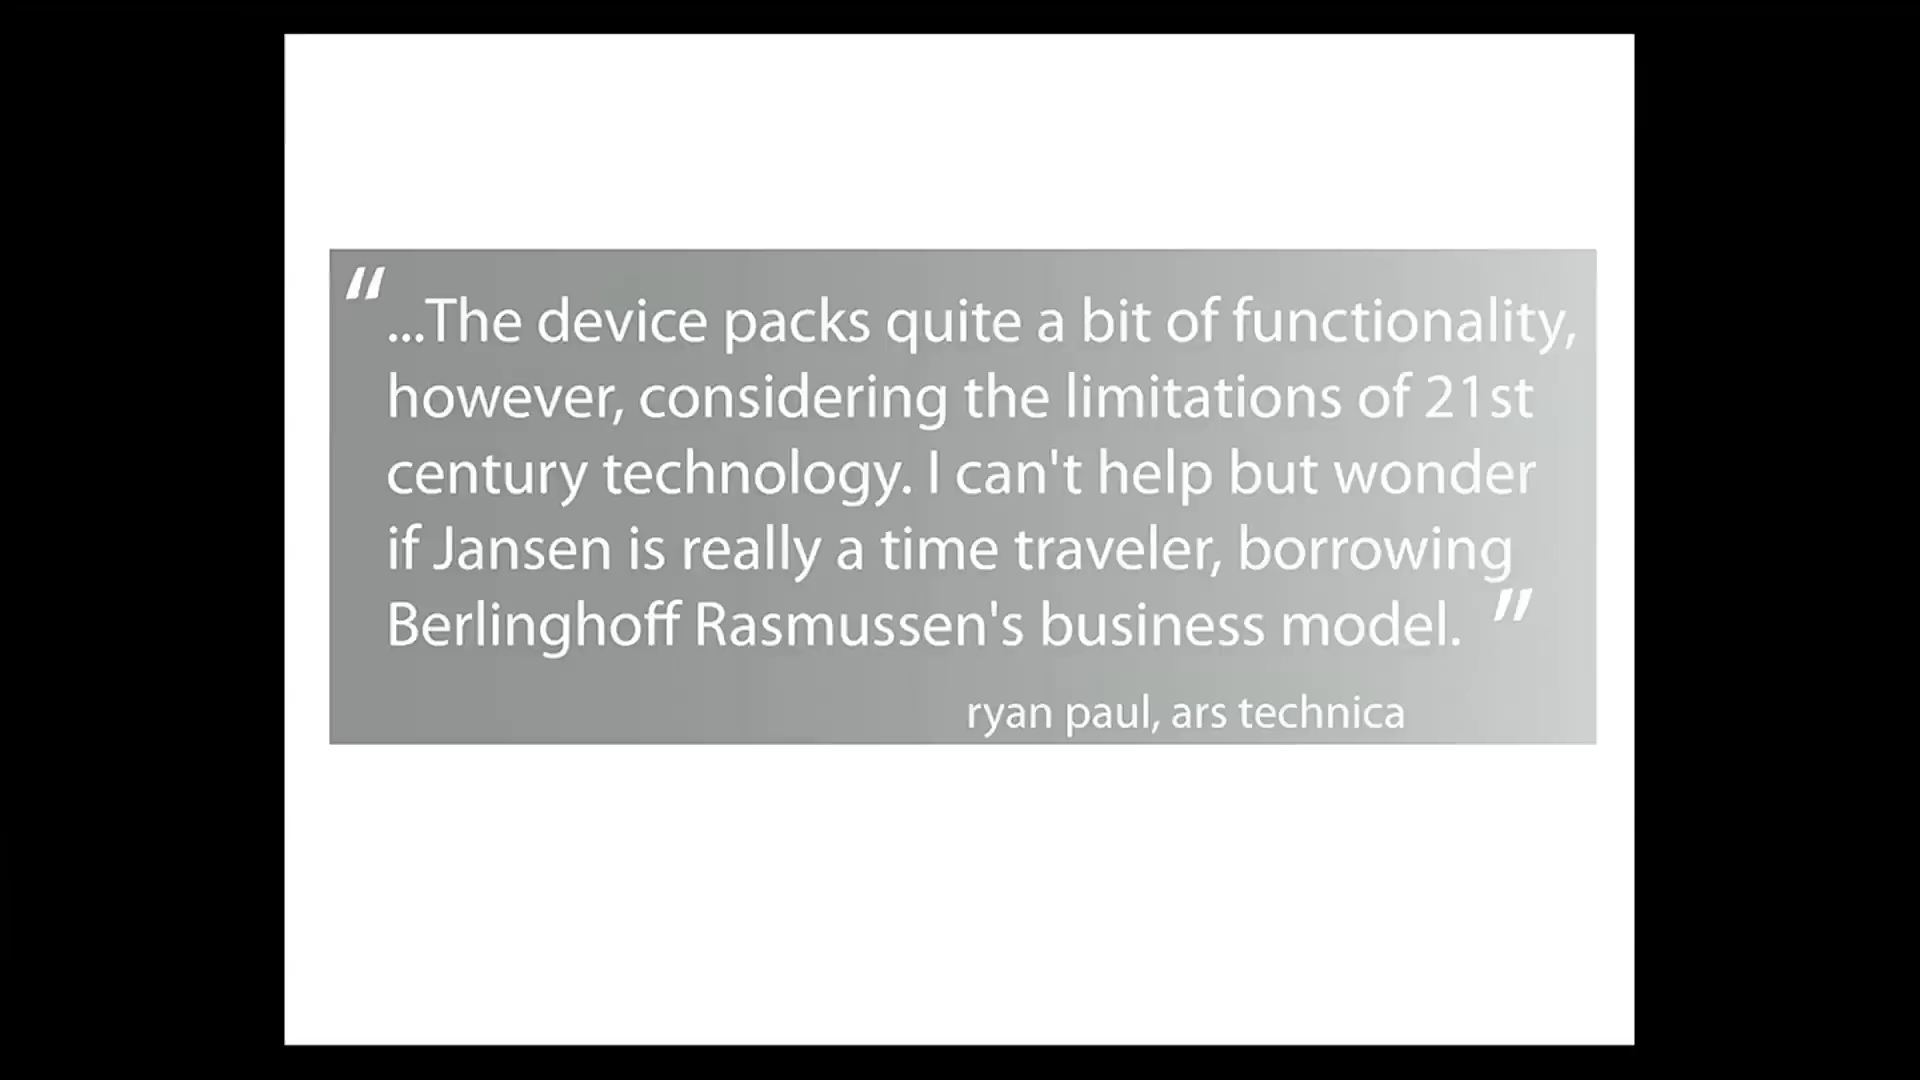 “ ...The device packs quite a bit of functionality,
however, considering the limitations of 21st
century technology. I can't help but wonder
if Jansen is really a time traveler, borrowing
Berlinghoff Rasmussen's business model. ”
ryan paul, ars technica